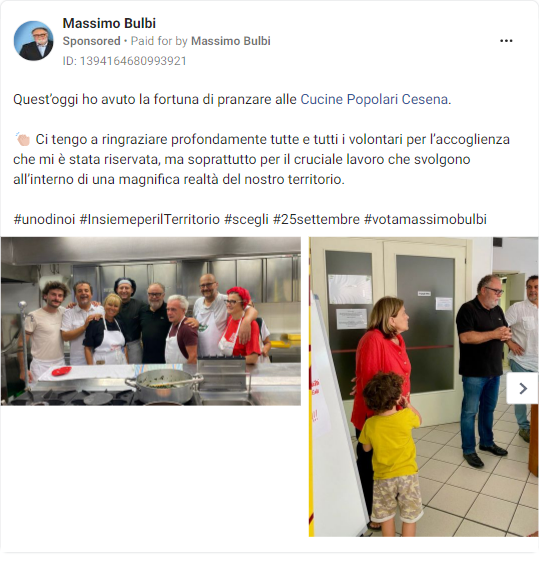 Massimo Bulbi
Sponsored • Paid for by Massimo Bulbi
ID: 1394164680993921
Quest'oggi ho avuto la fortuna di pranzare alle Cucine Popolari Cesena.
👏🏻 Ci tengo a ringraziare profondamente tutte e tutti i volontari per l'accoglienza
che mi è stata riservata, ma soprattutto per il cruciale lavoro che svolgono
all'interno di una magnifica realtà del nostro territorio.
#unodinoi #InsiemeperilTerritorio #scegli #25settembre #votamassimobulbi